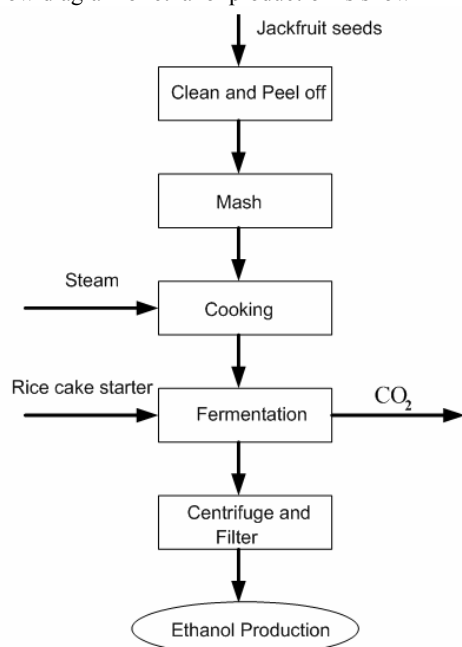 Jackfruit seeds
Clean and Peel off
Mash
Steam
Cooking
Rice cake starter
Fermentation
CO₂
Centrifuge and
Filter
Ethanol Production